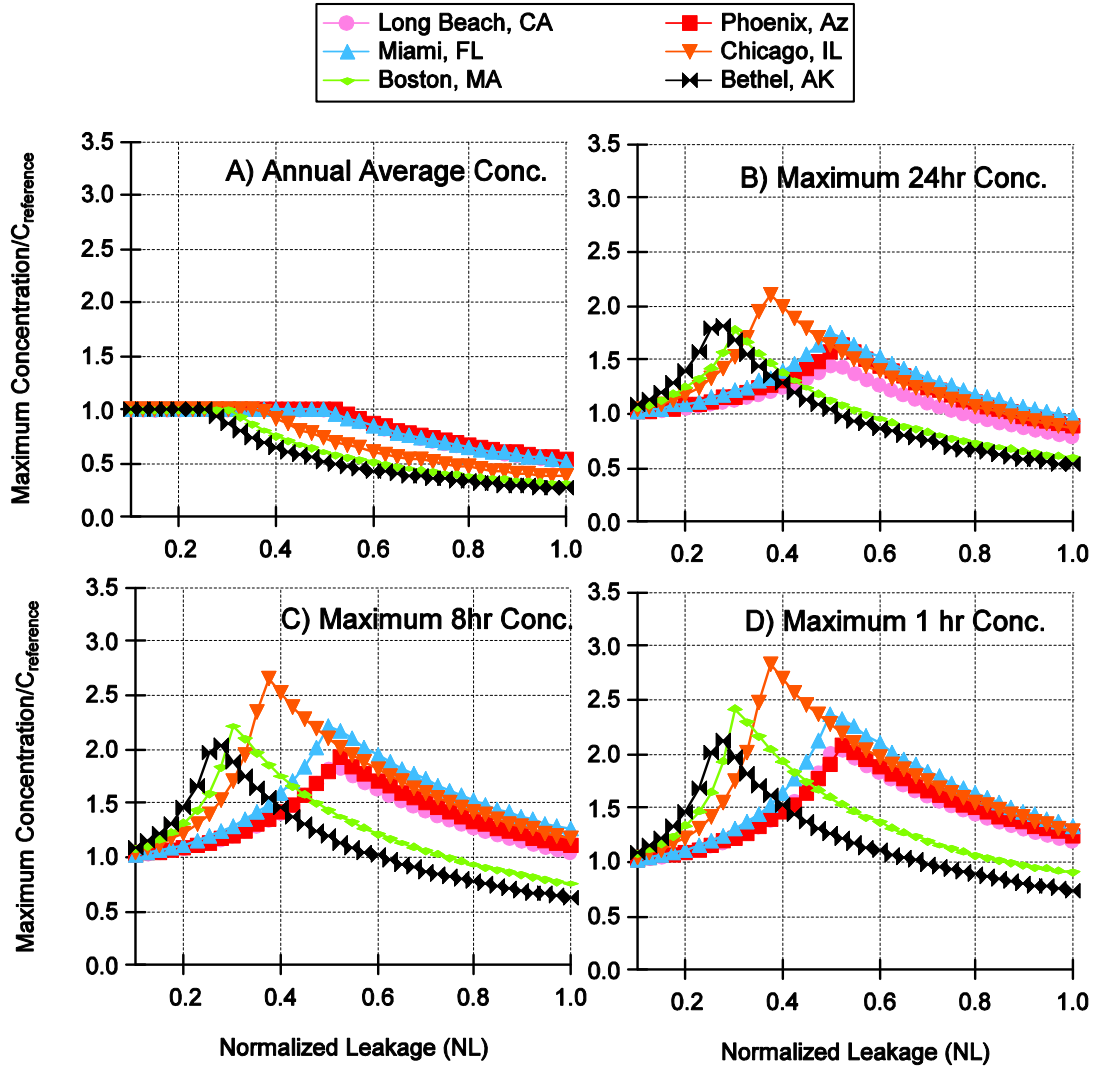 Long Beach, CA
Phoenix, Az
Miami, FL
Chicago, IL
Boston, MA
Bethel, AK
A) Annual Average Conc.
Maximum Concentration/Creference
3.5
3.0
2.5
2.0
1.5
1.0
0.5
0.0
0.2 0.4 0.6 0.8 1.0
B) Maximum 24hr Conc.
3.5
3.0
2.5
2.0
1.5
1.0
0.5
0.0
0.2 0.4 0.6 0.8 1.0
C) Maximum 8hr Conc.
Maximum Concentration/Creference
3.5
3.0
2.5
2.0
1.5
1.0
0.5
0.0
0.2 0.4 0.6 0.8 1.0
Normalized Leakage (NL)
D) Maximum 1 hr Conc.
3.5
3.0
2.5
2.0
1.5
1.0
0.5
0.0
0.2 0.4 0.6 0.8 1.0
Normalized Leakage (NL)